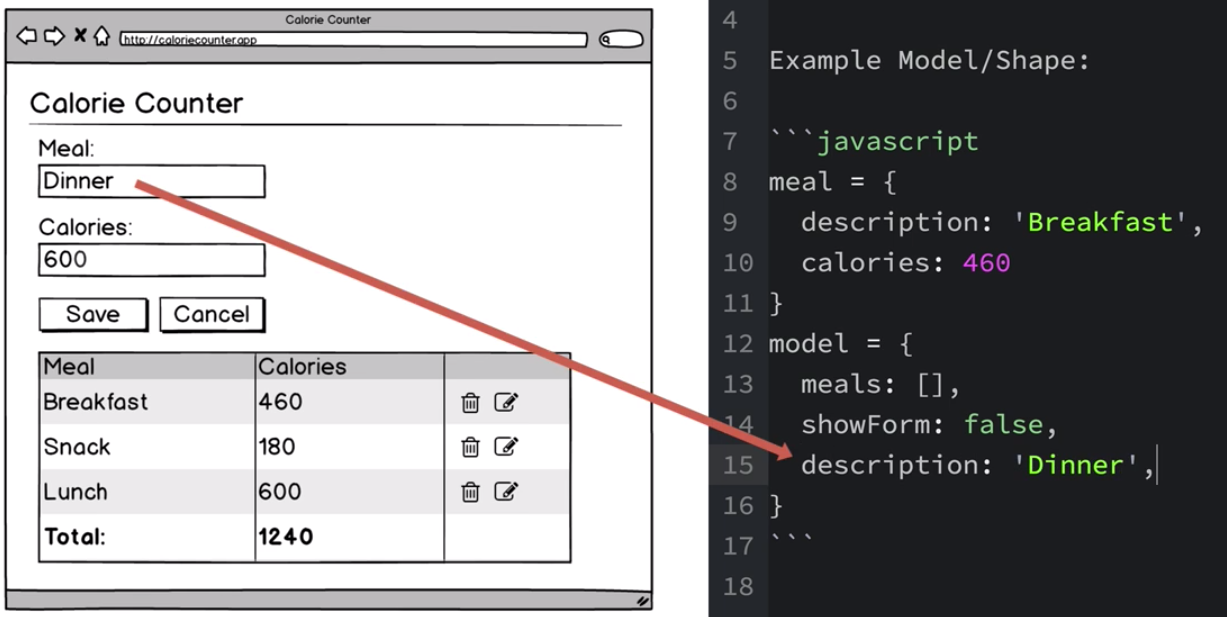 Calorie Counter
http://caloriecounter.app
Calorie Counter
Meal:
Dinner
Calories:
600
Save Cancel
Meal Calories
Breakfast 460
Snack 180
Lunch 600
Total: 1240
4
5 Example Model/Shape:
6
7 ```javascript
8 meal = {
9   description: 'Breakfast',
10   calories: 460
11 }
12 model = {
13   meals: [],
14   showForm: false,
15   description: 'Dinner',
16 }
17 ```
18